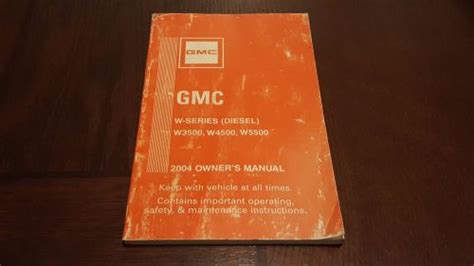 GMC
GMC
W-SERIES (DIESEL)
W3500, W4500, W5500
2004 OWNER'S MANUAL
Keep with vehicle at all times.
Contains important operating,
safety, & maintenance instructions.